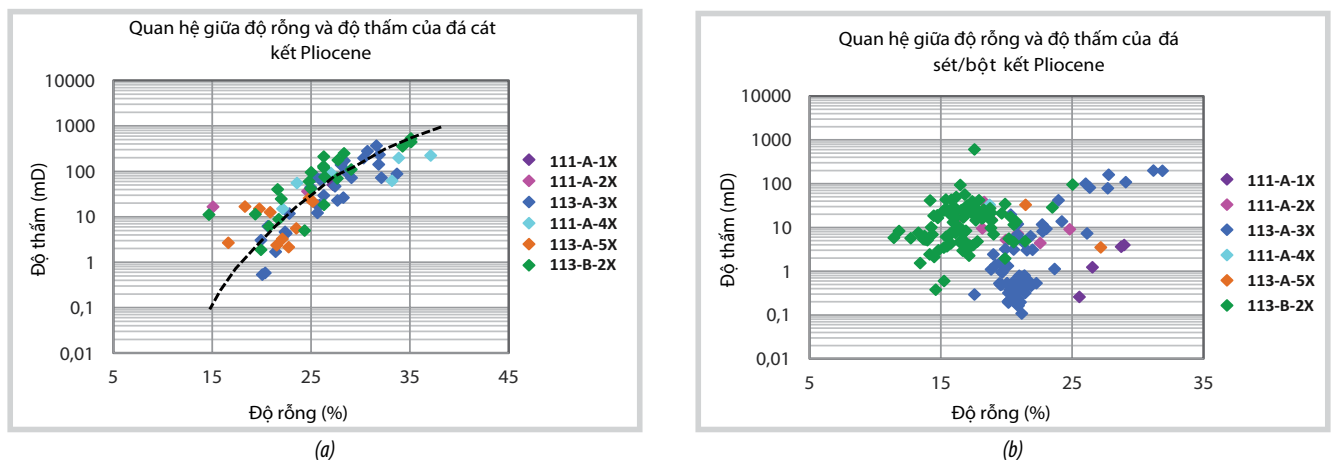 Quan hệ giữa độ rỗng và độ thấm của đá cát
kết Pliocene
Độ thấm (mD)
10000
1000
100
10
1
0,1
0,01
5
15
25
35
45
Độ rỗng (%)
111-A-1X
111-A-2X
113-A-3X
111-A-4X
113-A-5X
113-B-2X
(a)
Quan hệ giữa độ rỗng và độ thấm của đá
sét/bột kết Pliocene
Độ thấm (mD)
10000
1000
100
10
1
0,1
0,01
5
15
25
35
Độ rỗng (%)
111-A-1X
111-A-2X
113-A-3X
111-A-4X
113-A-5X
113-B-2X
(b)